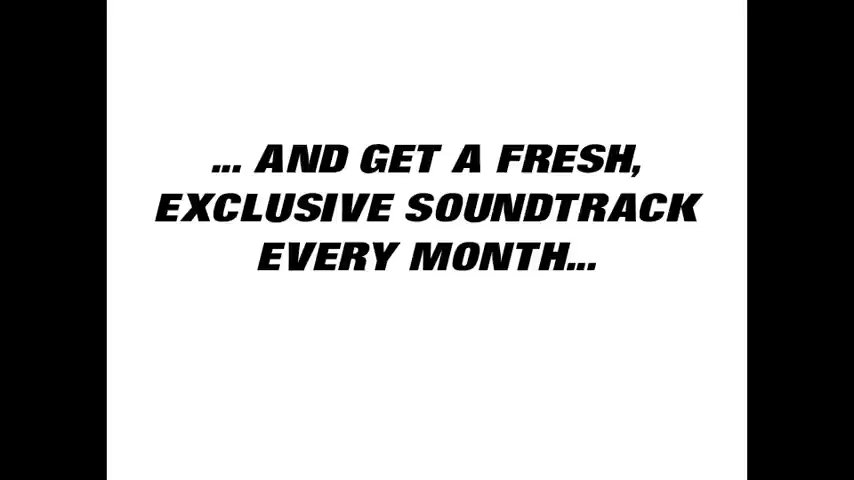 ... AND GET A FRESH,
EXCLUSIVE SOUNDTRACK
EVERY MONTH...